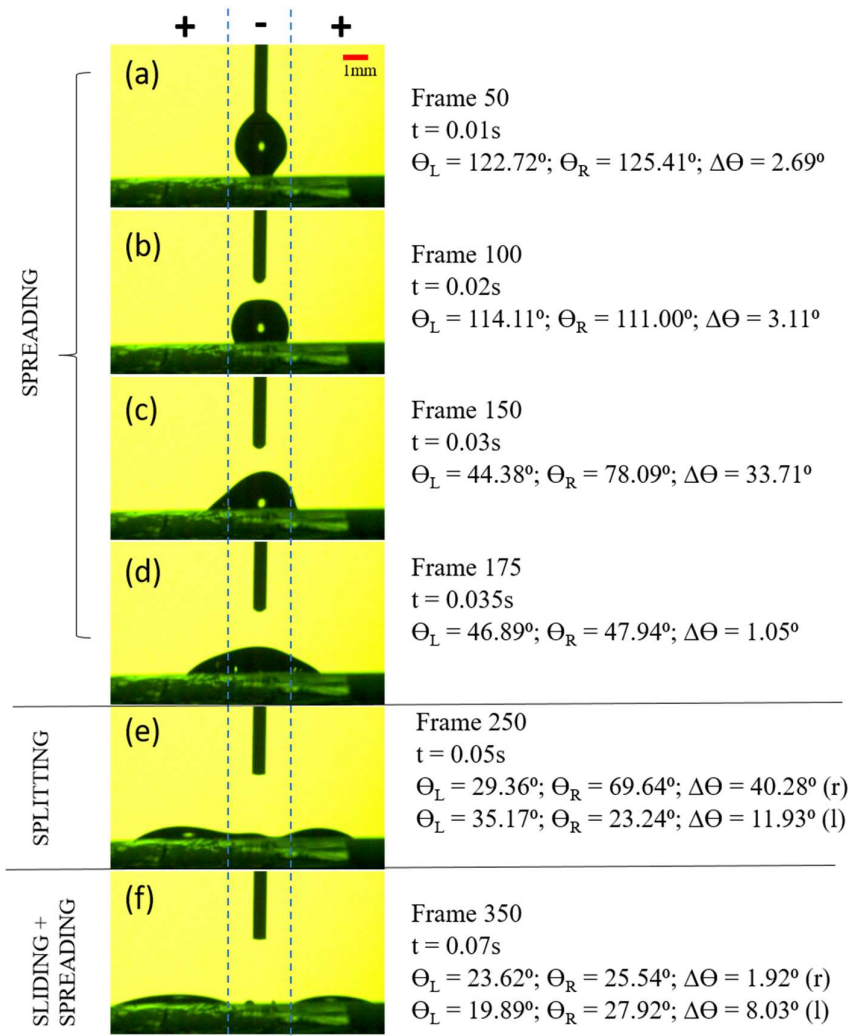 + - +
1mm
SPREADING
(a)
Frame 50
t = 0.01s
ϴL = 122.72º; ϴR = 125.41º; Δϴ = 2.69º
(b)
Frame 100
t = 0.02s
ϴL = 114.11º; ϴR = 111.00º; Δϴ = 3.11º
(c)
Frame 150
t = 0.03s
ϴL = 44.38º; ϴR = 78.09º; Δϴ = 33.71º
(d)
Frame 175
t = 0.035s
ϴL = 46.89º; ϴR = 47.94º; Δϴ = 1.05º
SPLITTING
(e)
Frame 250
t = 0.05s
ϴL = 29.36º; ϴR = 69.64º; Δϴ = 40.28º (r)
ϴL = 35.17º; ϴR = 23.24º; Δϴ = 11.93º (l)
SLIDING +
SPREADING
(f)
Frame 350
t = 0.07s
ϴL = 23.62º; ϴR = 25.54º; Δϴ = 1.92º (r)
ϴL = 19.89º; ϴR = 27.92º; Δϴ = 8.03º (l)